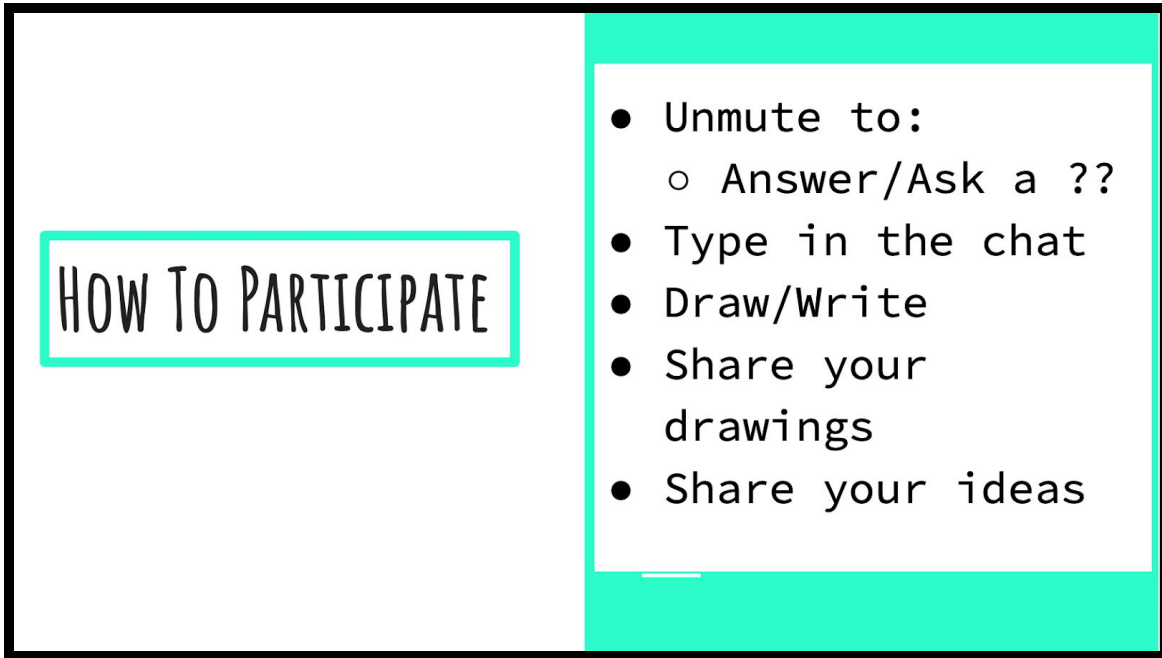 How To Participate
● Unmute to:
○ Answer/Ask a ??
● Type in the chat
● Draw/Write
● Share your
drawings
● Share your ideas